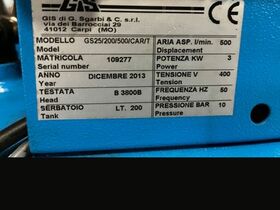 GIS
GIS di G. Sgarbi & C. s.r.l.
via dei Barrocciai 29
41012 Carpi (MO)
MODELLO GS25/200/500/CAR/T
Model
MATRICOLA 109277
Serial number
ANNO DICEMBRE 2013
Year
TESTATA B 3800B
Head
SERBATOIO LT. 200
Tank
ARIA ASP. l/min. 500
Displacement
POTENZA KW 3
Power
TENSIONE V 400
Tension
FREQUENZA HZ 50
Frequency
PRESSIONE BAR 10
Pressure